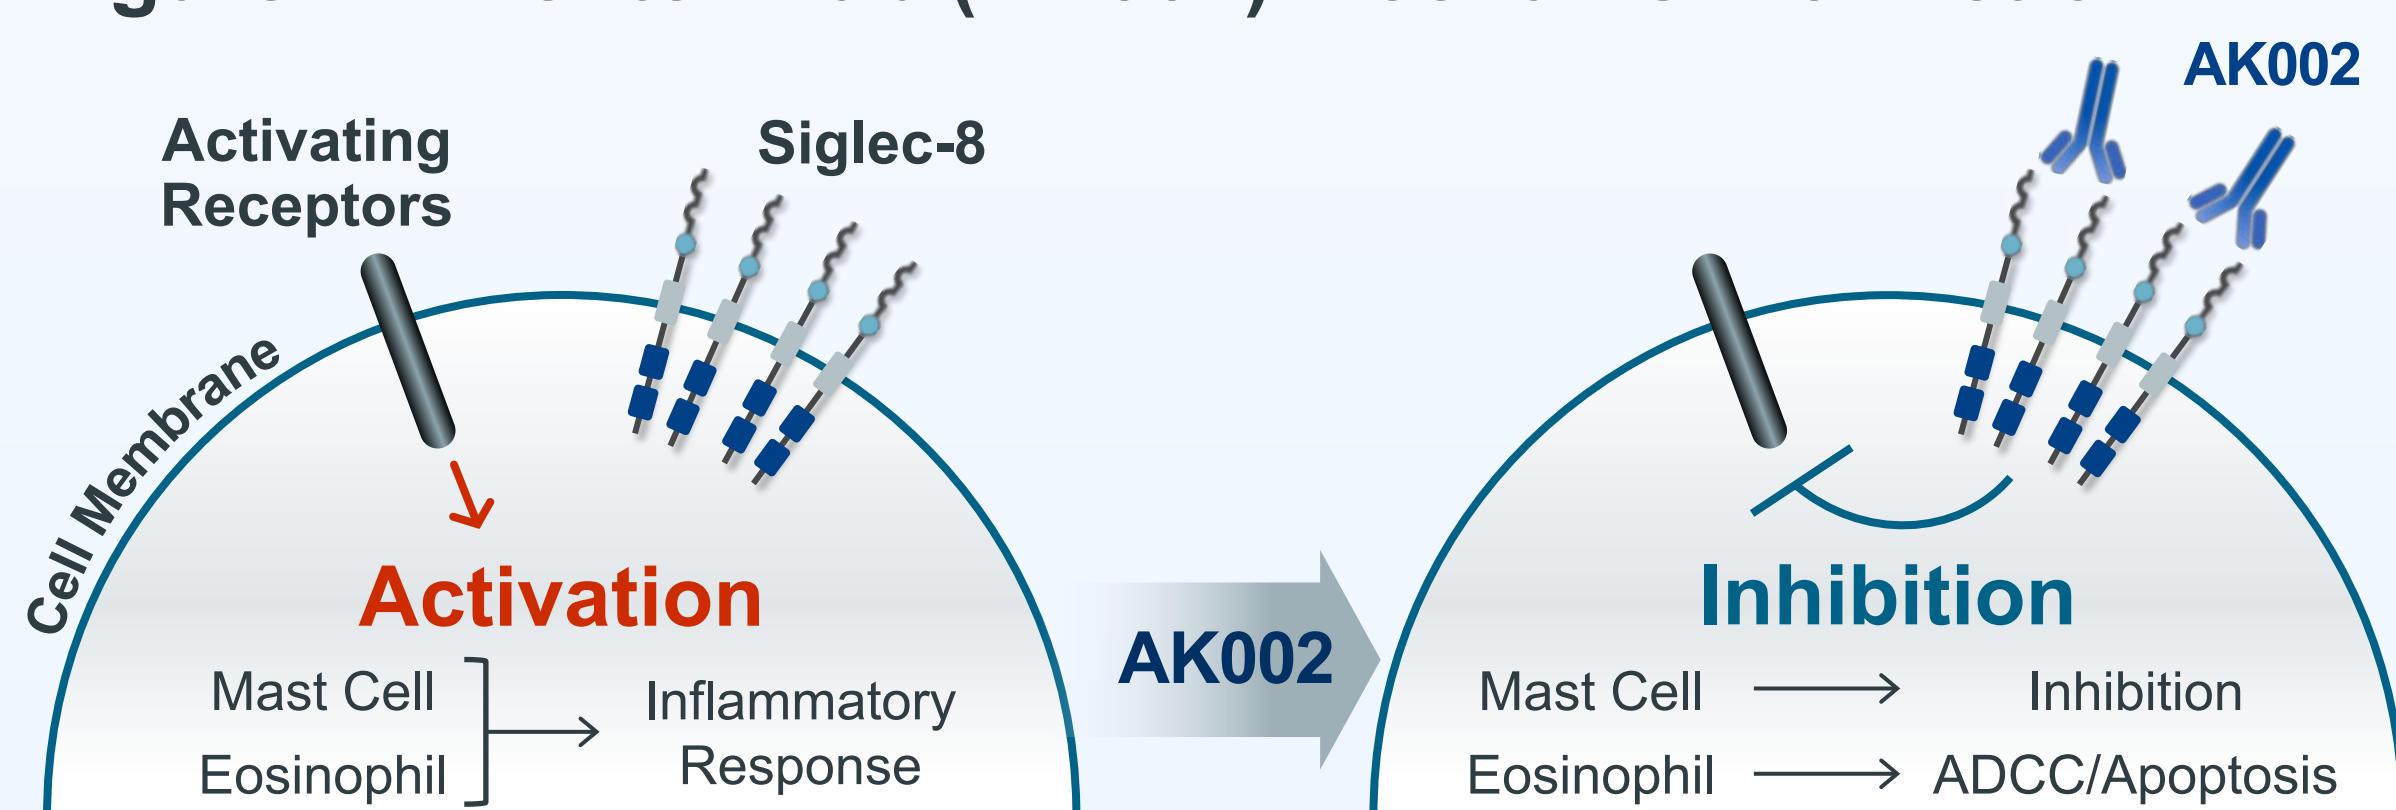 Activating
Receptors
Siglec-8
Cell Membrane
Activation
Mast Cell
Eosinophil
Inflammatory
Response
AK002
AK002
Inhibition
Mast Cell
Inhibition
Eosinophil
ADCC/Apoptosis